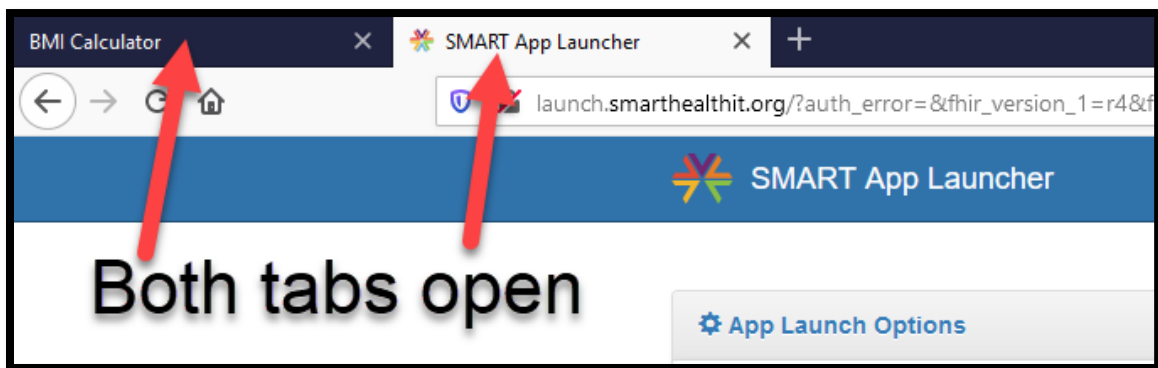 BMI Calculator
SMART App Launcher
launch.smarthealthit.org/?auth_error=&fhir_version_1=r4&f
SMART App Launcher
Both tabs open
App Launch Options